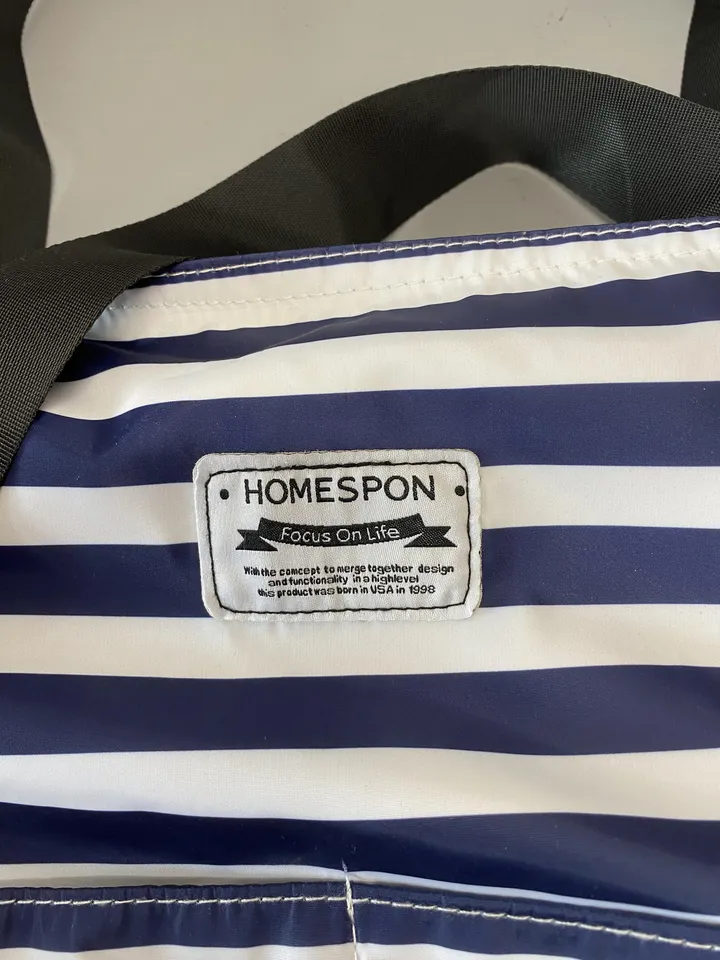 HOMESPON
Focus On Life
With the comcept to merge together design
and functionality in a highlevel
this product was born in USA in 1998